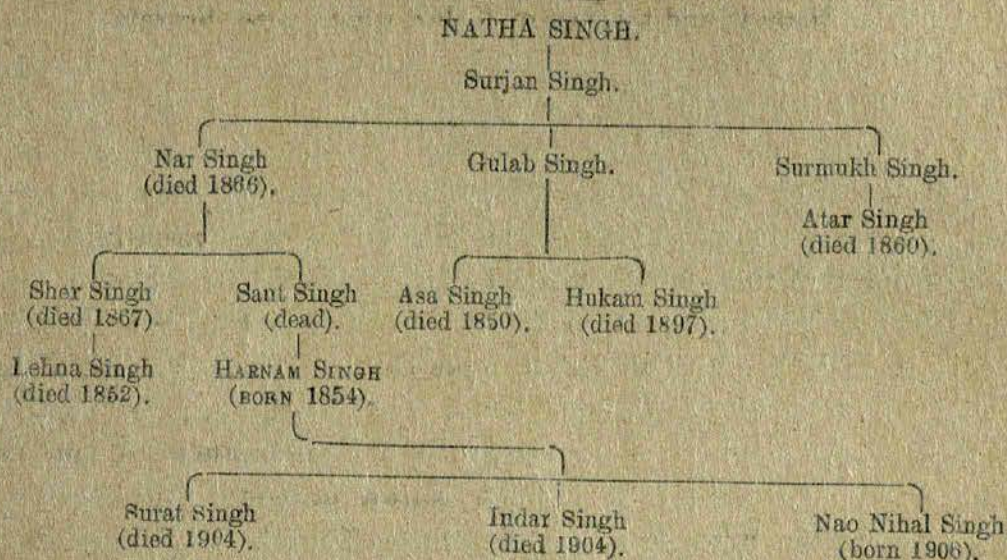 NATHA SINGH.
Surjan Singh.
Nar Singh
(died 1866).
Gulab Singh.
Surmukh Singh.
Atar Singh
(died 1860).
Sher Singh
(died 1867)
Sant Singh
(dead).
Asa Singh
(died 1850).
Hukam Singh
(died 1897).
Lehna Singh
(died 1852).
HARNAM SINGH
(BORN 1854).
Surat Singh
(died 1904).
Indar Singh
(died 1904).
Nao Nihal Singh
(born 1906).